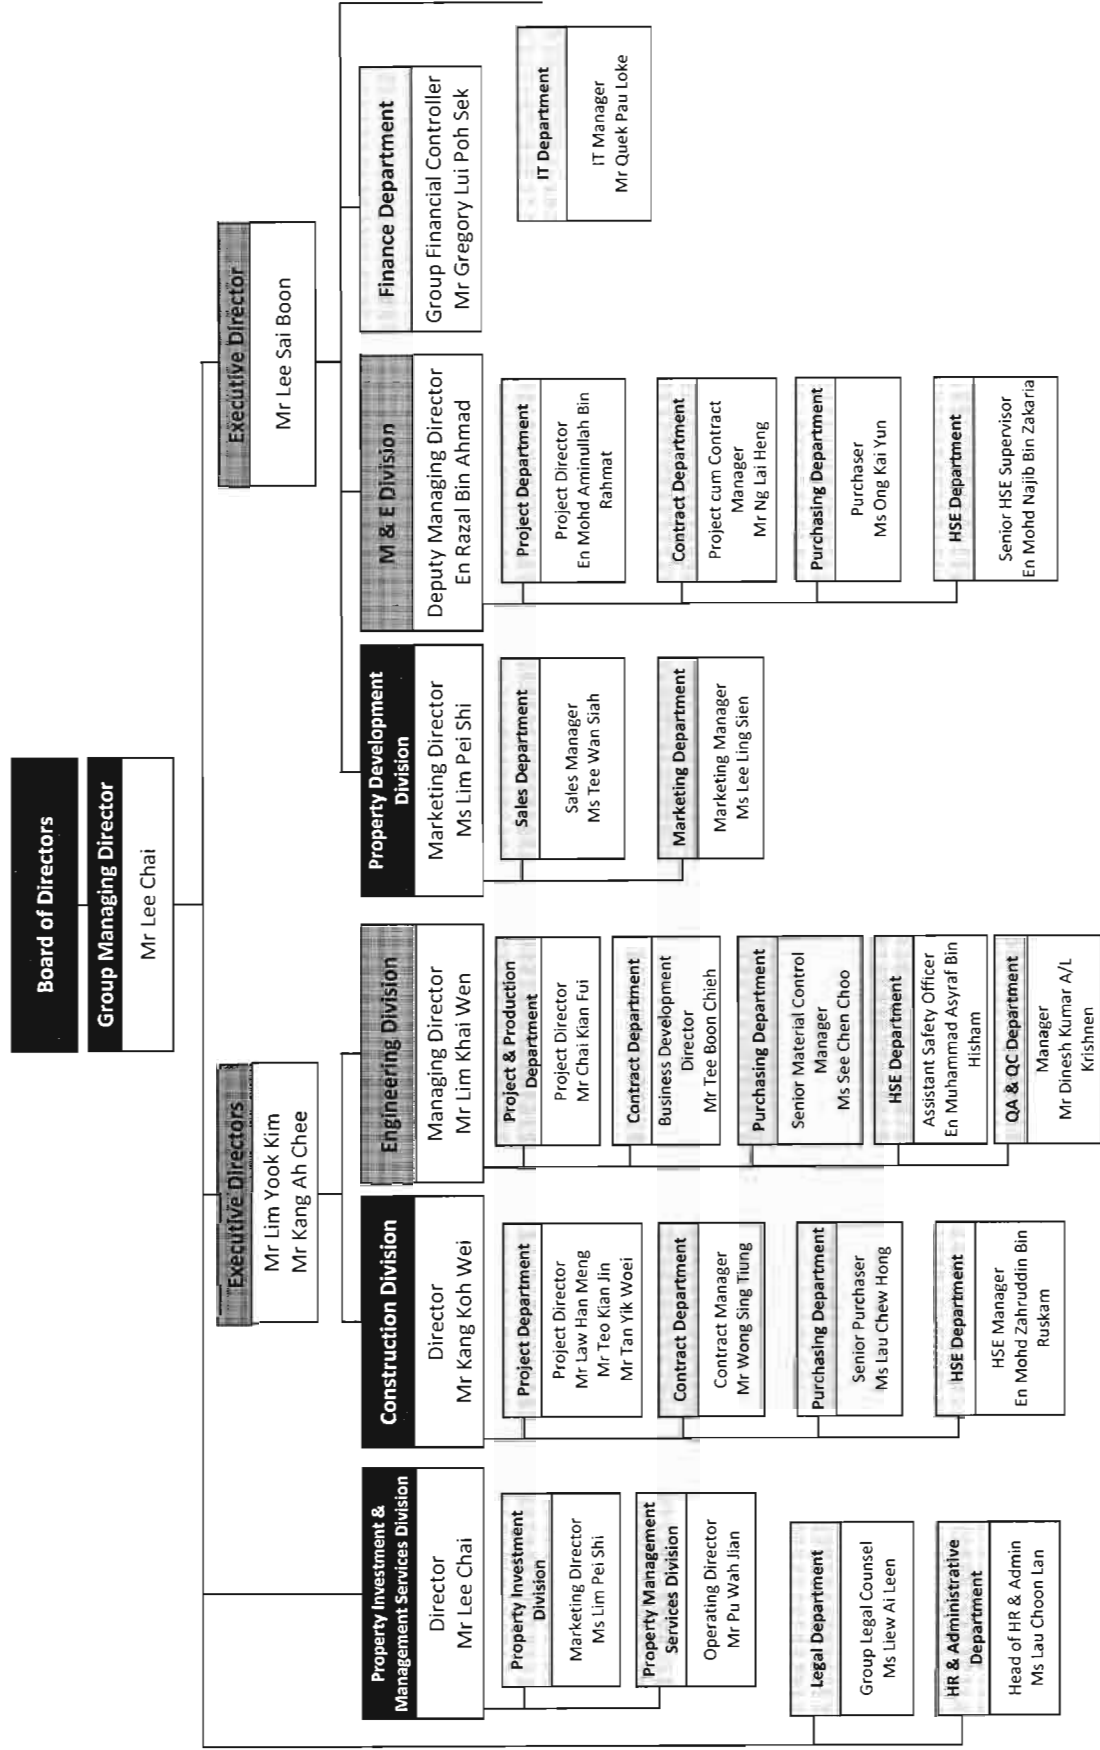 Board of Directors
Group Managing Director
Mr Lee Chai
Executive Directors
Mr Lim Yook Kim
Mr Kang Ah Chee
Executive Director
Mr Lee Sai Boon
Property Investment &
Management Services Division
Director
Mr Lee Chai
Property Investment
Division
Marketing Director
Ms Lim Pei Shi
Property Management
Services Division
Operating Director
Mr Pu Wah Jian
Legal Department
Group Legal Counsel
Ms Liew Ai Leen
HR & Administrative
Department
Head of HR & Admin
Ms Lau Choon Lan
Construction Division
Director
Mr Kang Koh Wei
Project Department
Project Director
Mr Law Han Meng
Mr Teo Kian Jin
Mr Tan Yik Woei
Contract Department
Contract Manager
Mr Wong Sing Tiung
Purchasing Department
Senior Purchaser
Ms Lau Chew Hong
HSE Department
HSE Manager
En Mohd Zahruddin Bin
Ruskam
Engineering Division
Managing Director
Mr Lim Khai Wen
Project & Production
Department
Project Director
Mr Chai Kian Fui
Contract Department
Business Development
Director
Mr Tee Boon Chieh
Purchasing Department
Senior Material Control
Manager
Ms See Chen Choo
HSE Department
Assistant Safety Officer
En Muhammad Asyraf Bin
Hisham
QA & QC Department
Manager
Mr Dinesh Kumar A/L
Krishnen
Property Development
Division
Marketing Director
Ms Lim Pei Shi
Sales Department
Sales Manager
Ms Tee Wan Siah
Marketing Department
Marketing Manager
Ms Lee Ling Sien
M & E Division
Deputy Managing Director
En Razal Bin Ahmad
Project Department
Project Director
En Mohd Aminullah Bin
Rahmat
Contract Department
Project cum Contract
Manager
Mr Ng Lai Heng
Purchasing Department
Purchaser
Ms Ong Kai Yun
HSE Department
Senior HSE Supervisor
En Mohd Najib Bin Zakaria
Finance Department
Group Financial Controller
Mr Gregory Lui Poh Sek
IT Department
IT Manager
Mr Quek Pau Loke